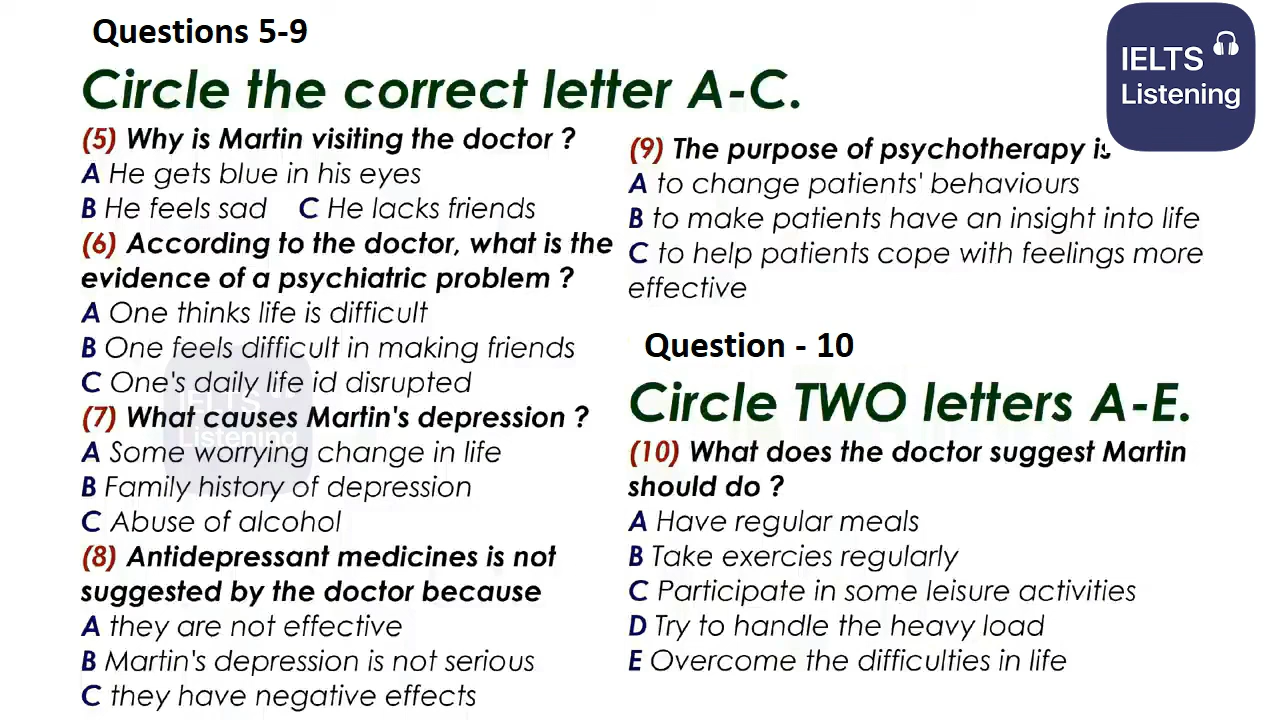 Questions 5-9
Circle the correct letter A-C.
(5) Why is Martin visiting the doctor ?
A He gets blue in his eyes
B He feels sad C He lacks friends
(6) According to the doctor, what is the
evidence of a psychiatric problem ?
A One thinks life is difficult
B One feels difficult in making friends
C One's daily life id disrupted
(7) What causes Martin's depression ?
A Some worrying change in life
B Family history of depression
C Abuse of alcohol
(8) Antidepressant medicines is not
suggested by the doctor because
A they are not effective
B Martin's depression is not serious
C they have negative effects
IELTS
Listening
(9) The purpose of psychotherapy is
A to change patients' behaviours
B to make patients have an insight into life
C to help patients cope with feelings more
effective
Question - 10
Circle TWO letters A-E.
(10) What does the doctor suggest Martin
should do ?
A Have regular meals
B Take exercies regularly
C Participate in some leisure activities
D Try to handle the heavy load
E Overcome the difficulties in life
IELTS
Listening